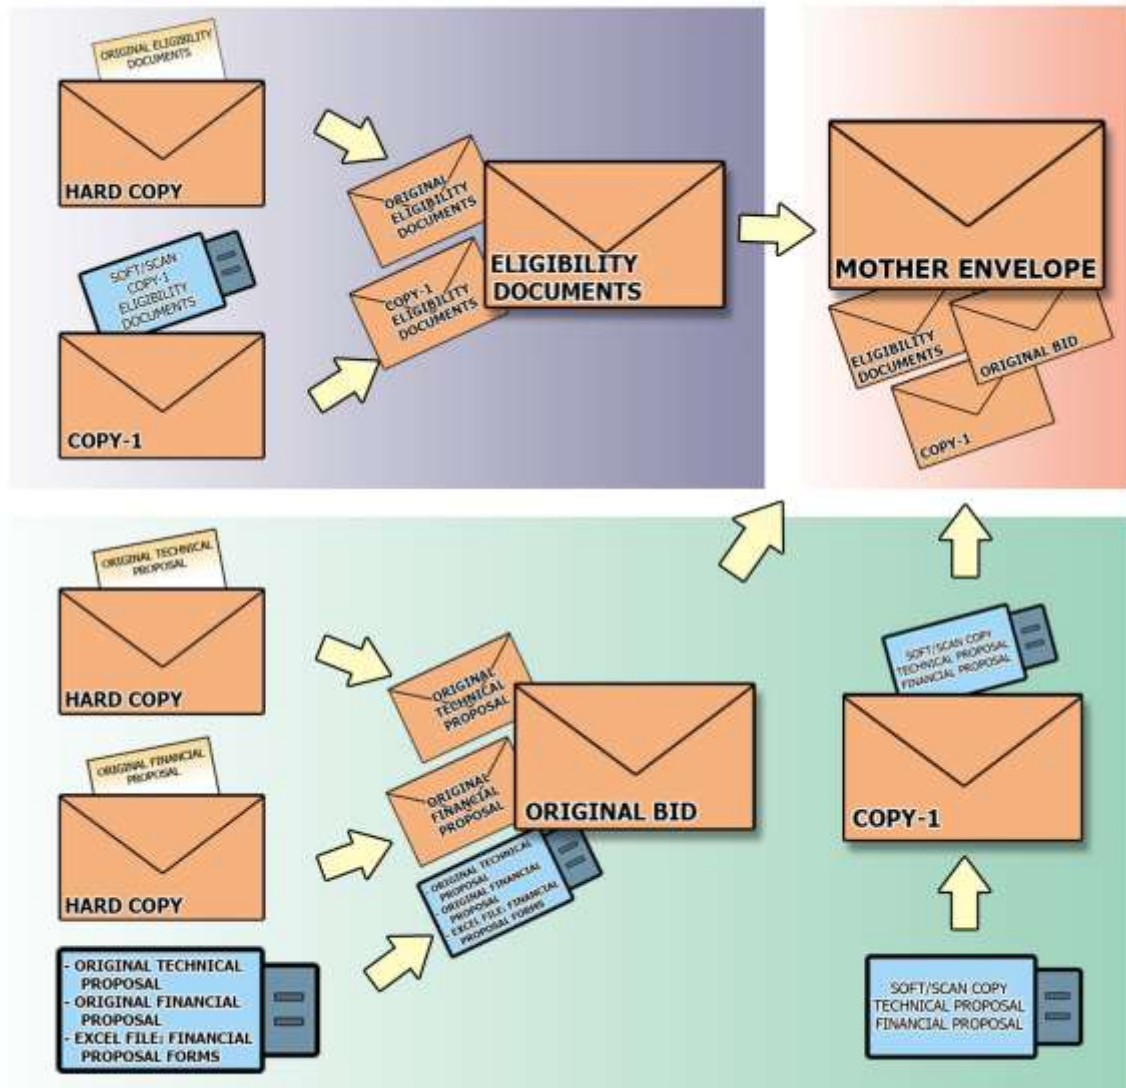 ORIGINAL ELIGIBILITY
DOCUMENTS
HARD COPY
SOFT/SCAN
COPY-1
ELIGIBILITY
DOCUMENTS
COPY-1
ORIGINAL
ELIGIBILITY
DOCUMENTS
COPY-1
ELIGIBILITY
DOCUMENTS
ELIGIBILITY
DOCUMENTS
MOTHER ENVELOPE
ELIGIBILITY
DOCUMENTS
ORIGINAL BID
COPY-1
ORIGINAL TECHNICAL
PROPOSAL
HARD COPY
ORIGINAL FINANCIAL
PROPOSAL
HARD COPY
- ORIGINAL TECHNICAL
PROPOSAL
- ORIGINAL FINANCIAL
PROPOSAL
- EXCEL FILE: FINANCIAL
PROPOSAL FORMS
ORIGINAL
TECHNICAL
PROPOSAL
ORIGINAL
FINANCIAL
PROPOSAL
- ORIGINAL TECHNICAL
PROPOSAL
- ORIGINAL FINANCIAL
PROPOSAL
- EXCEL FILE: FINANCIAL
PROPOSAL FORMS
ORIGINAL BID
SOFT/SCAN COPY
TECHNICAL PROPOSAL
FINANCIAL PROPOSAL
COPY-1
SOFT/SCAN COPY
TECHNICAL PROPOSAL
FINANCIAL PROPOSAL